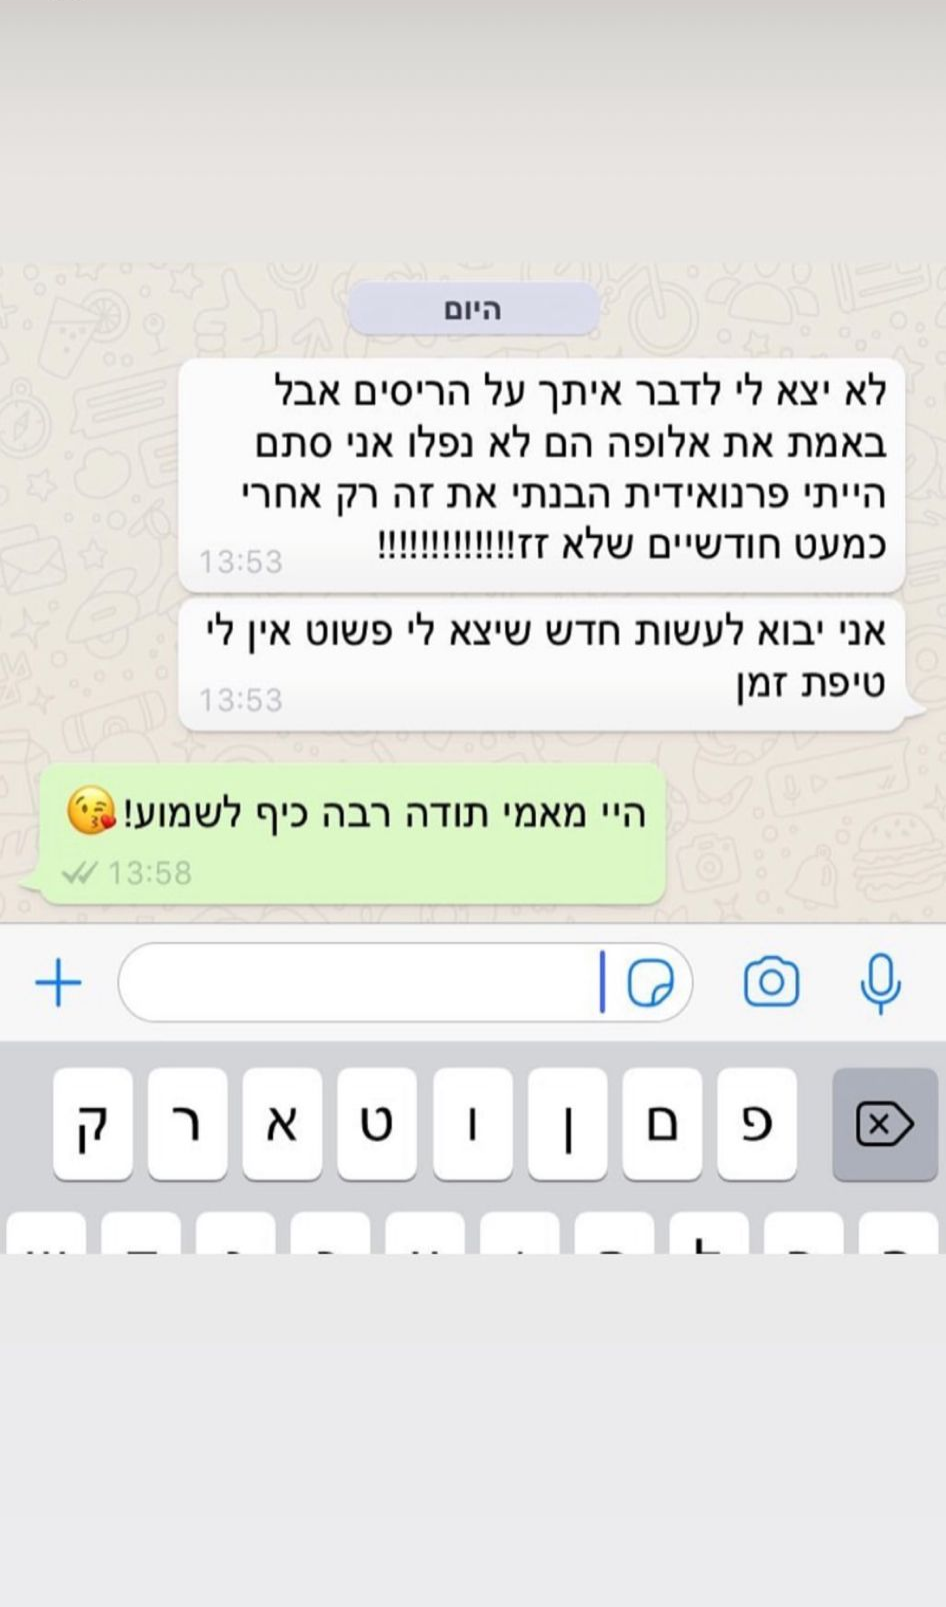 היום
לא יצא לי לדבר איתך על הריסים אבל
באמת את אלופה הם לא נפלו אני סתם
הייתי פרנואידית הבנתי את זה רק אחרי
כמעט חודשיים שלא זז!!!!!!!!!!!!!
13:53
אני יבוא לעשות חדש שיצא לי פשוט אין לי
טיפת זמן
13:53
היי מאמי תודה רבה כיף לשמוע!😘
13:58
ק ר א ט ו ן ם פ